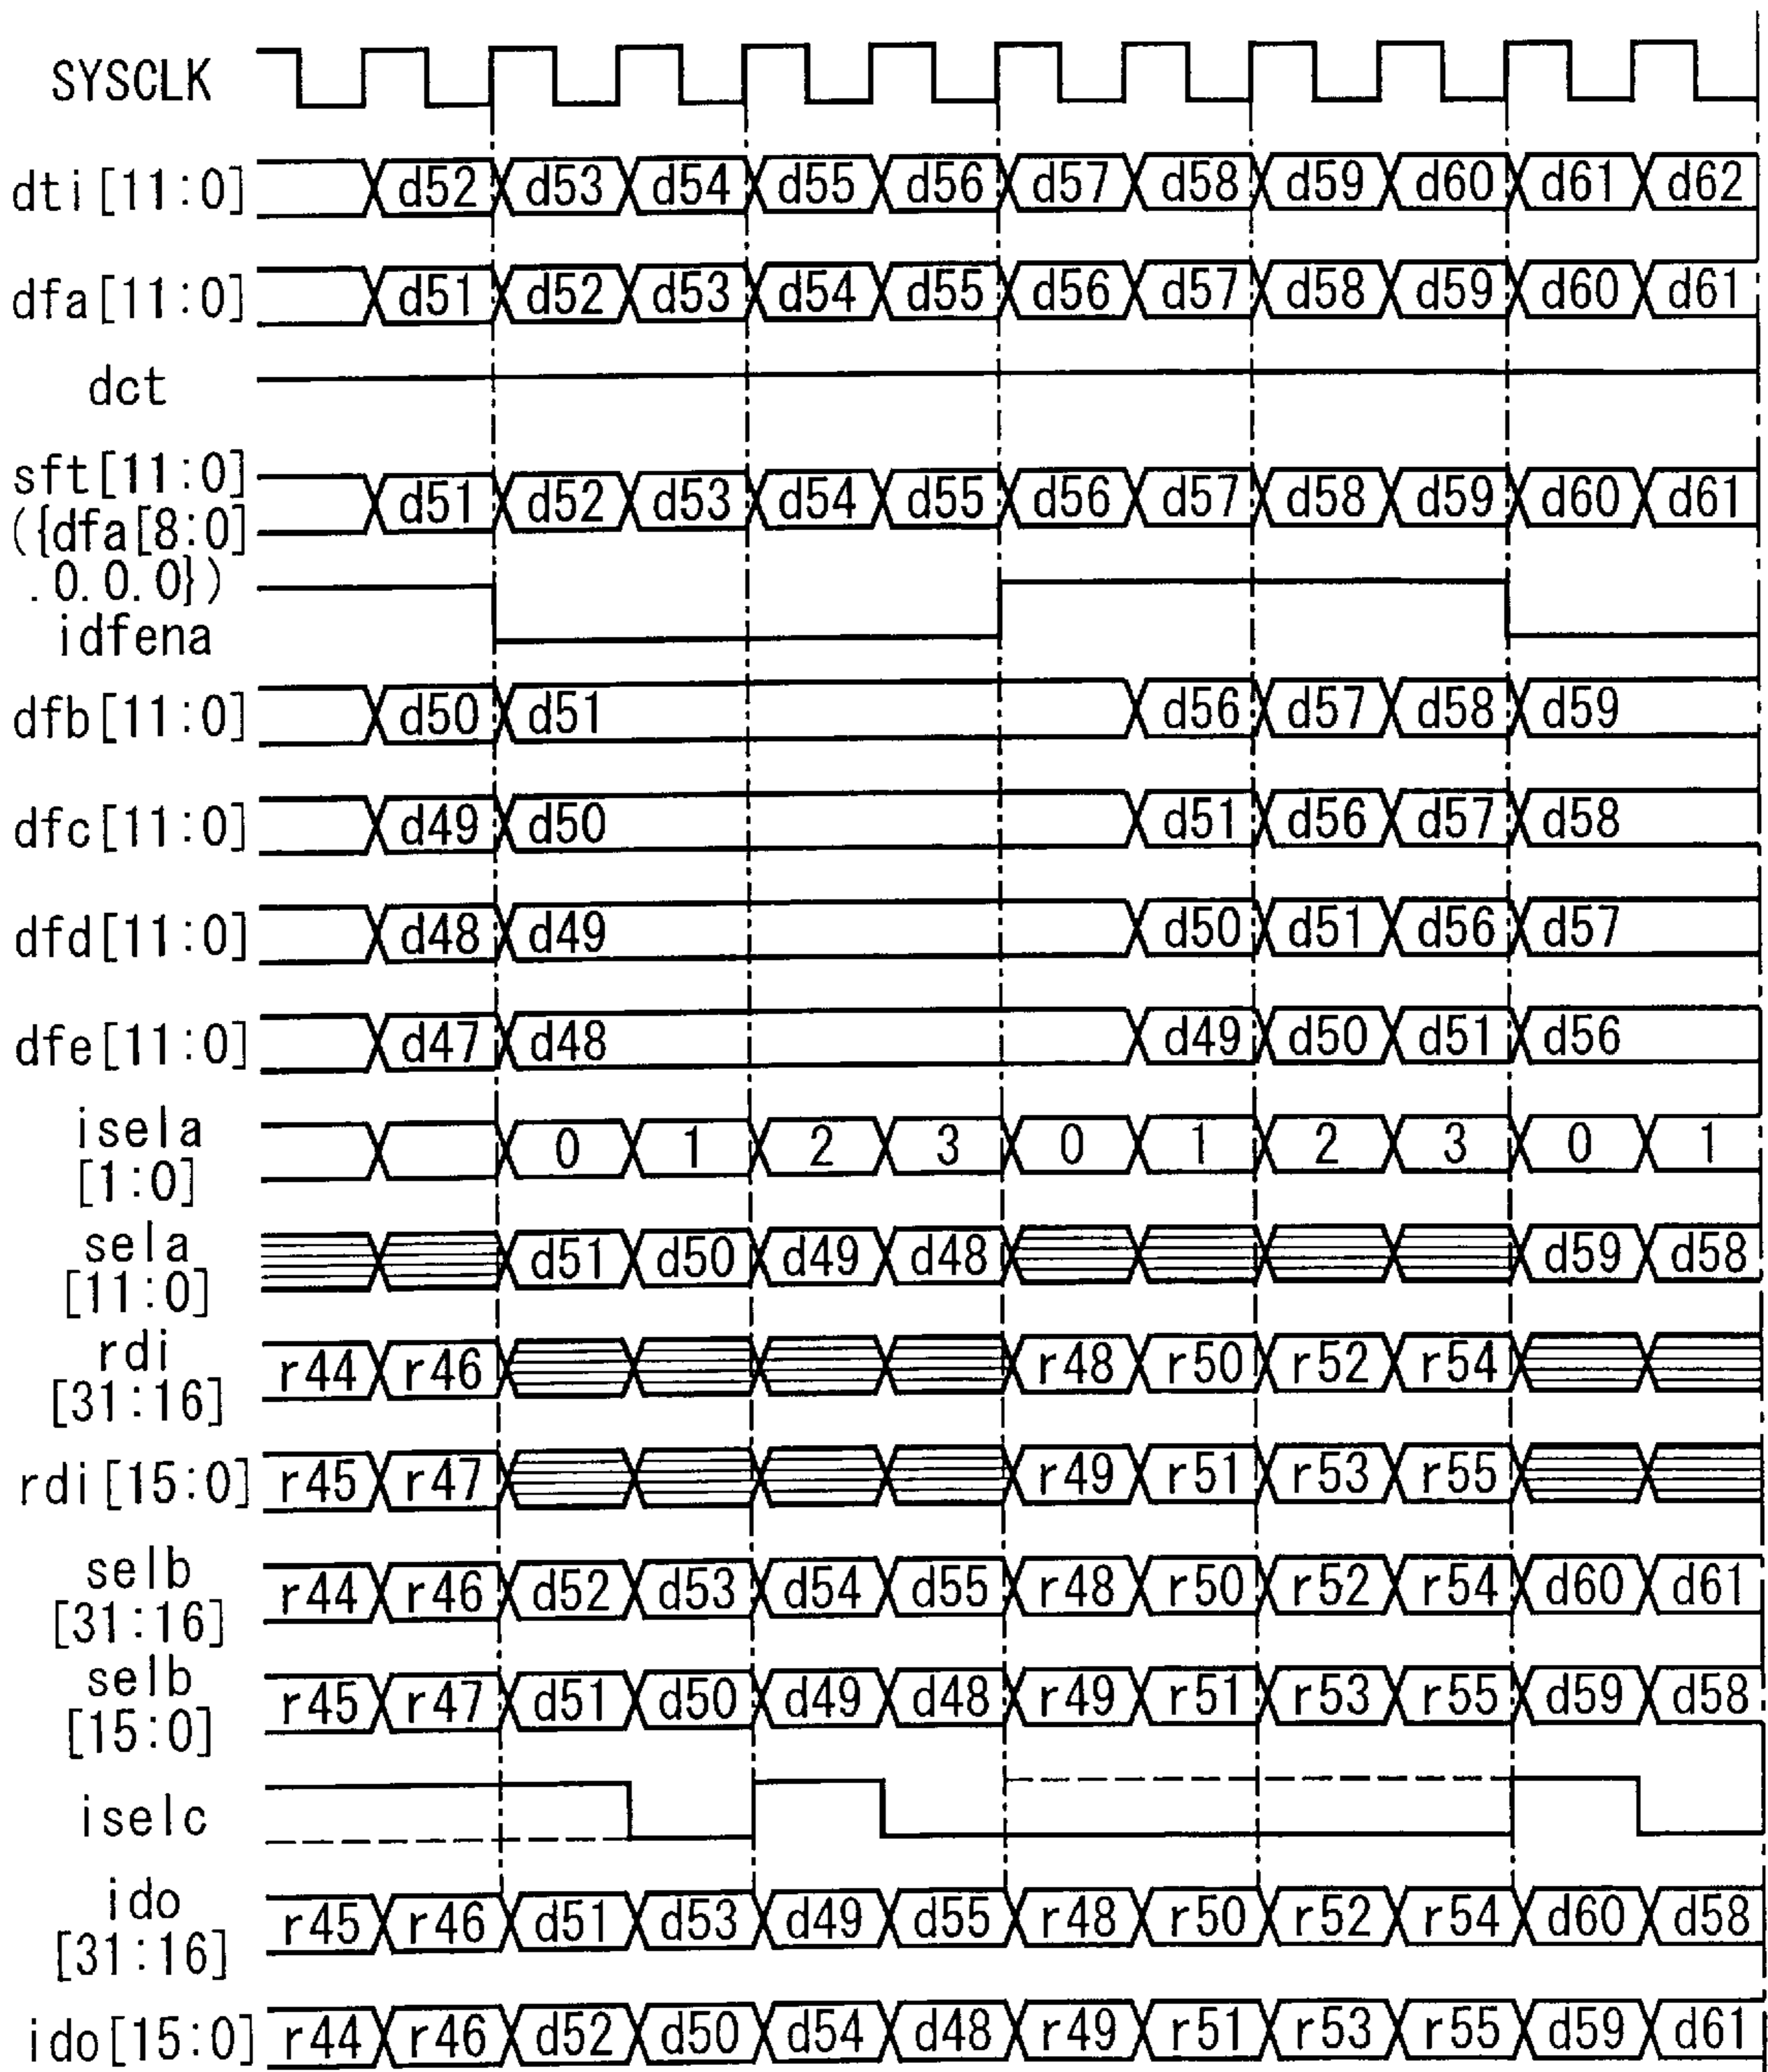 SYSCLK
dti[11:0] d52 d53 d54 d55 d56 d57 d58 d59 d60 d61 d62
dfa[11:0] d51 d52 d53 d54 d55 d56 d57 d58 d59 d60 d61
dct
sft[11:0]
({dfa[8:0] d51 d52 d53 d54 d55 d56 d57 d58 d59 d60 d61
.0.0.0})
idfena
dfb[11:0] d50 d51 d56 d57 d58 d59
dfc[11:0] d49 d50 d51 d56 d57 d58
dfd[11:0] d48 d49 d50 d51 d56 d57
dfe[11:0] d47 d48 d49 d50 d51 d56
isela
[1:0] 0 1 2 3 0 1 2 3 0 1
sela
[11:0] d51 d50 d49 d48 d59 d58
rdi
[31:16] r44 r46 r48 r50 r52 r54
rdi[15:0] r45 r47 r49 r51 r53 r55
selb
[31:16] r44 r46 d52 d53 d54 d55 r48 r50 r52 r54 d60 d61
selb
[15:0] r45 r47 d51 d50 d49 d48 r49 r51 r53 r55 d59 d58
iselc
ido
[31:16] r45 r46 d51 d53 d49 d55 r48 r50 r52 r54 d60 d58
ido[15:0] r44 r46 d52 d50 d54 d48 r49 r51 r53 r55 d59 d61